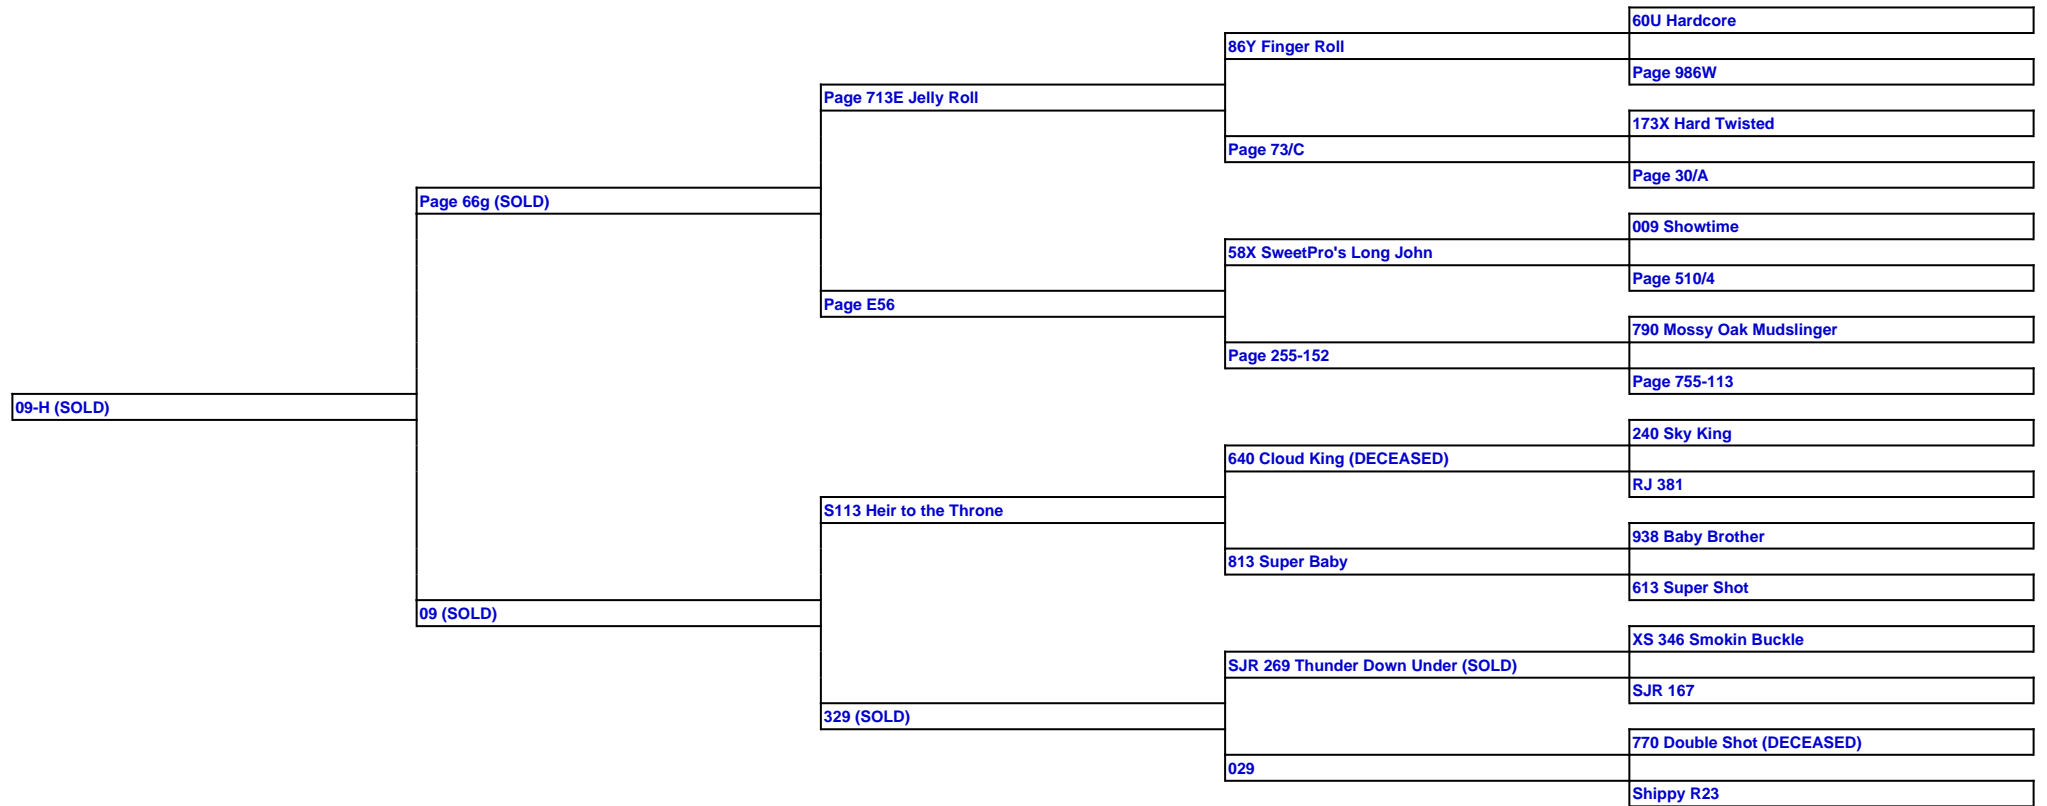 60U Hardcore
86Y Finger Roll
Page 986W
Page 713E Jelly Roll
173X Hard Twisted
Page 73/C
Page 30/A
Page 66g (SOLD)
009 Showtime
58X SweetPro's Long John
Page 510/4
Page E56
790 Mossy Oak Mudslinger
Page 255-152
Page 755-113
09-H (SOLD)
240 Sky King
640 Cloud King (DECEASED)
RJ 381
S113 Heir to the Throne
938 Baby Brother
813 Super Baby
613 Super Shot
09 (SOLD)
XS 346 Smokin Buckle
SJR 269 Thunder Down Under (SOLD)
SJR 167
329 (SOLD)
770 Double Shot (DECEASED)
029
Shippy R23